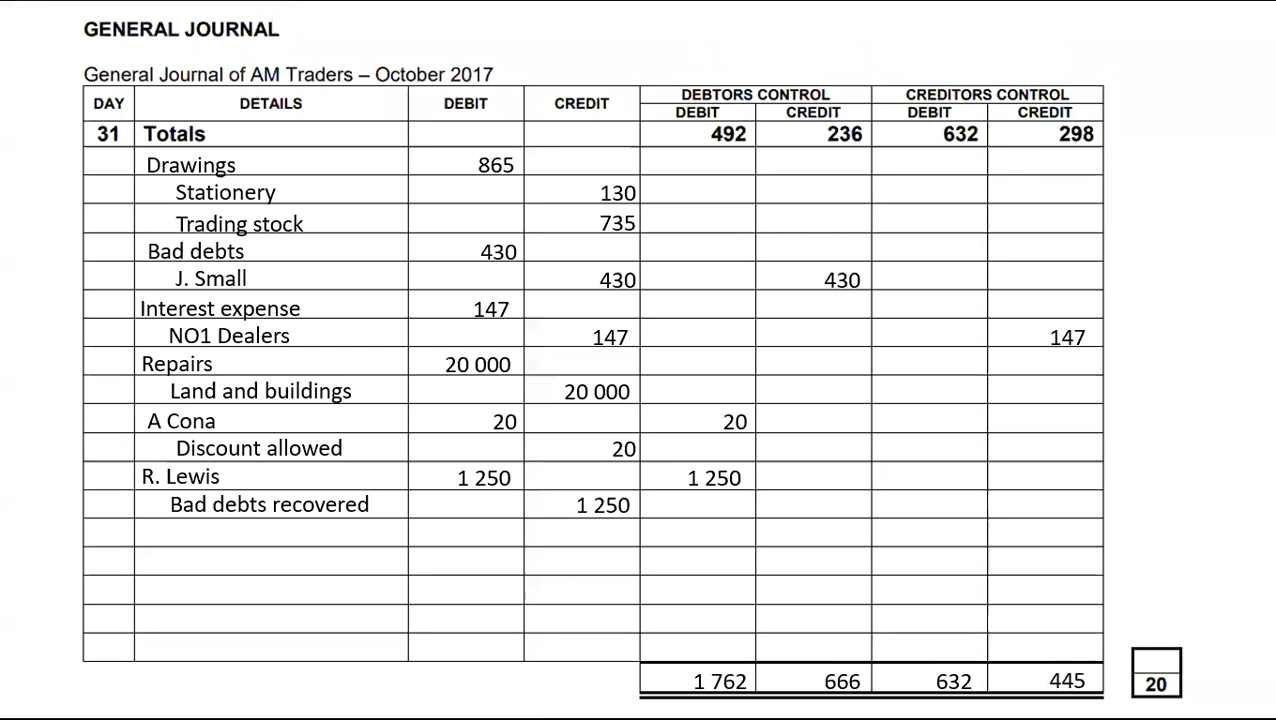 GENERAL JOURNAL
General Journal of AM Traders – October 2017
DAY DETAILS DEBIT CREDIT DEBTORS CONTROL CREDITORS CONTROL
DEBIT CREDIT DEBIT CREDIT
31 Totals 492 236 632 298
Drawings 865
Stationery 130
Trading stock 735
Bad debts 430
J. Small 430 430
Interest expense 147
NO1 Dealers 147 147
Repairs 20 000
Land and buildings 20 000
A Cona 20 20
Discount allowed 20
R. Lewis 1 250 1 250
Bad debts recovered 1 250
1 762 666 632 445
20